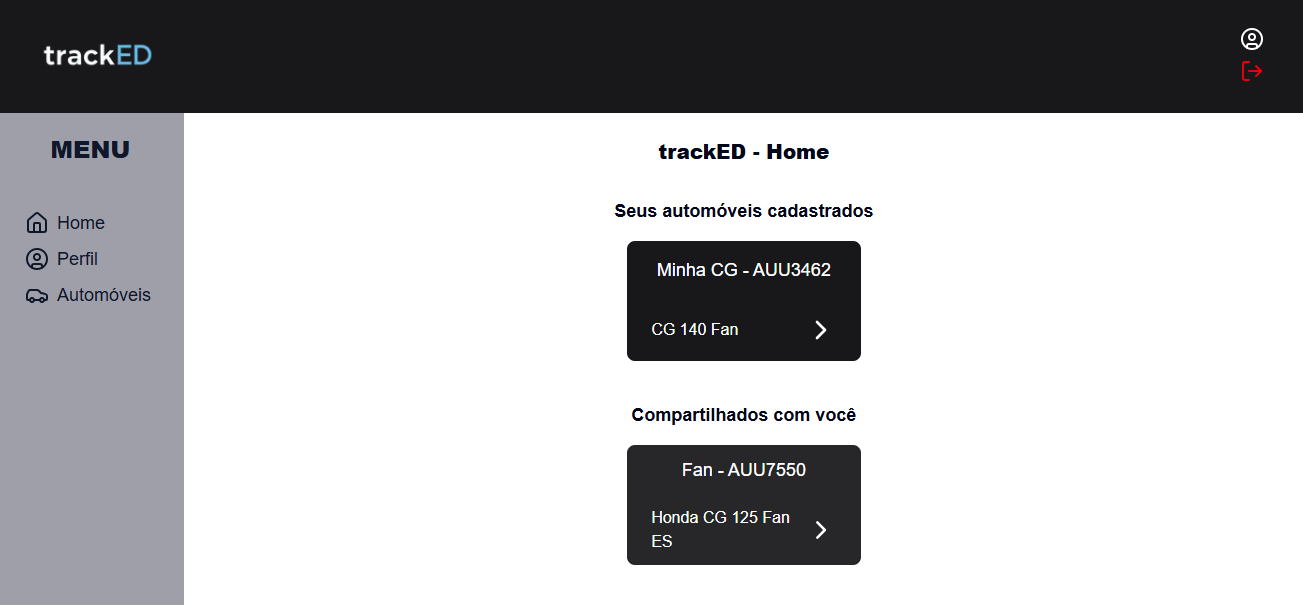 trackED
MENU
Home
Perfil
Automóveis
trackED - Home
Seus automóveis cadastrados
Minha CG - AUU3462
CG 140 Fan
Compartilhados com você
Fan - AUU7550
Honda CG 125 Fan
ES